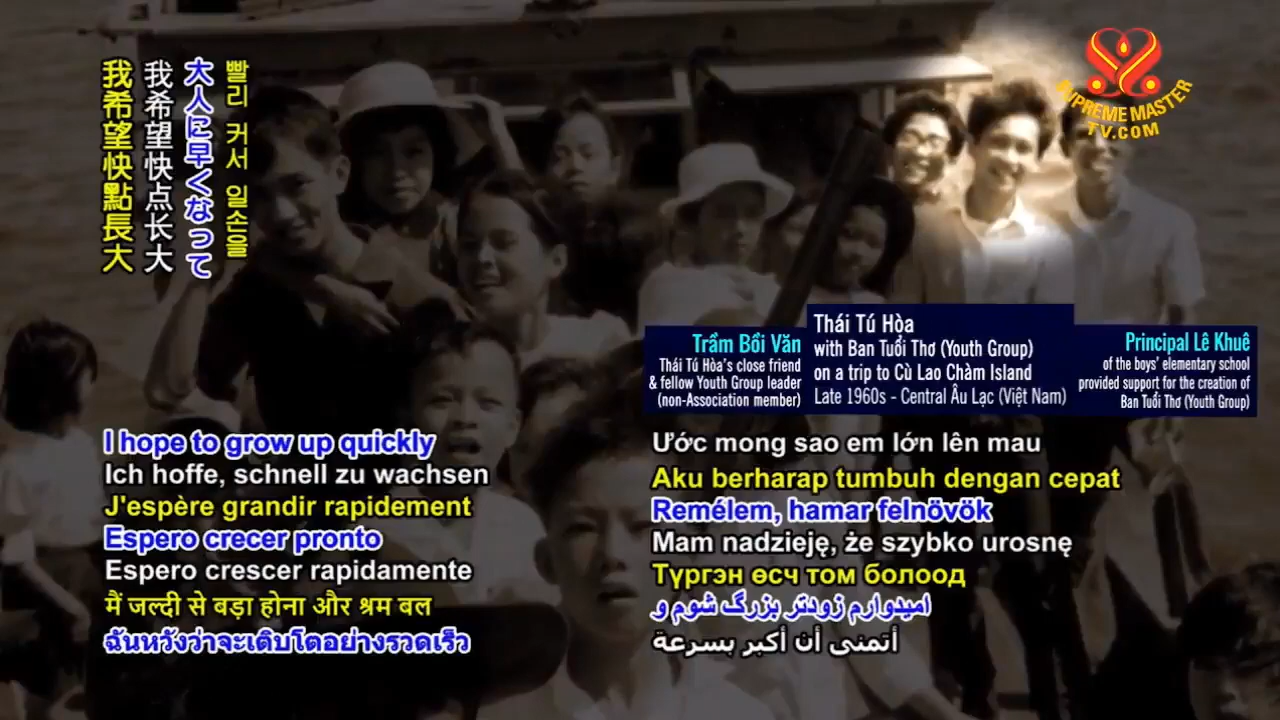 我希望快點長大
我希望快点长大
大人に早くなって
빨리 커서 일손을
SUPREME MASTER
TV.COM
Trầm Bồi Văn
Thái Tú Hòa's close friend
& fellow Youth Group leader
(non-Association member)
Thái Tú Hòa
with Ban Tuổi Thơ (Youth Group)
on a trip to Cù Lao Chàm Island
Late 1960s - Central Âu Lạc (Việt Nam)
Principal Lê Khuê
of the boys' elementary school
provided support for the creation of
Ban Tuổi Thơ (Youth Group)
I hope to grow up quickly
Ich hoffe, schnell zu wachsen
J'espère grandir rapidement
Espero crecer pronto
Espero crescer rapidamente
मैं जल्दी से बड़ा होना और श्रम बल
ฉันหวังว่าจะเติบโตอย่างรวดเร็ว
Ước mong sao em lớn lên mau
Aku berharap tumbuh dengan cepat
Remélem, hamar felnövök
Mam nadzieję, że szybko urosnę
Түргэн өсч том болоод
امیدوارم زودتر بزرگ شوم و
أتمنى أن أكبر بسرعة